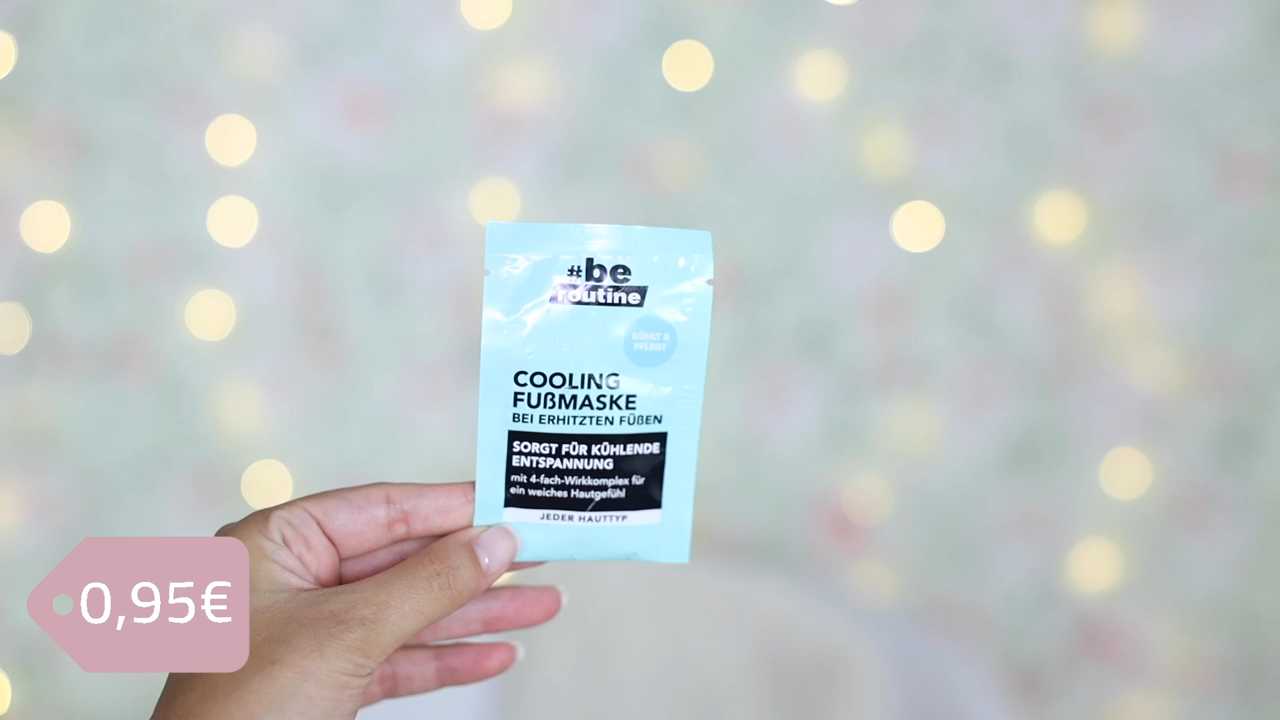 #be
routine
KÜHLT &
PFLEGT
COOLING
FUßMASKE
BEI ERHITZTEN FÜßEN
SORGT FÜR KÜHLENDE
ENTSPANNUNG
mit 4-fach-Wirkkomplex für
ein weiches Hautgefühl
JEDER HAUTTYP
0,95€